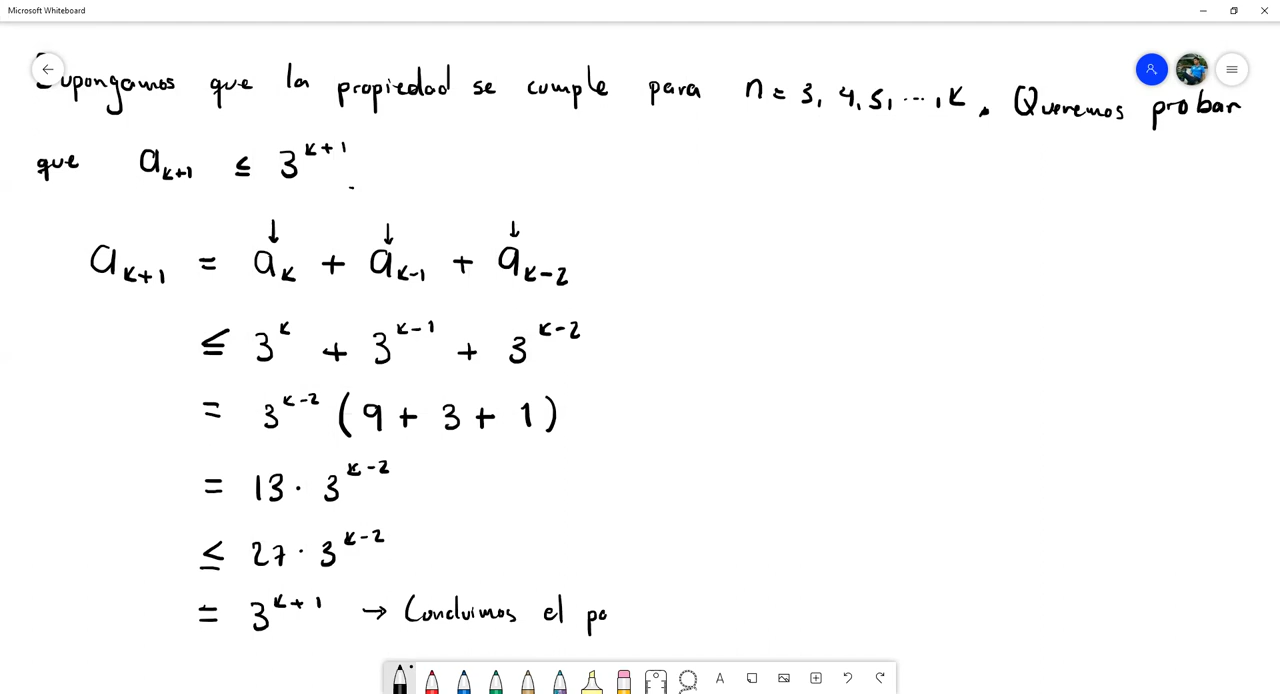 Microsoft Whiteboard
Supongamos que la propiedad se cumple para n = 3, 4, 5, ..., k. Queremos probar
que a_{k+1} ≤ 3^{k+1}
a_{k+1} = a_k + a_{k-1} + a_{k-2}
≤ 3^k + 3^{k-1} + 3^{k-2}
= 3^{k-2} (9 + 3 + 1)
= 13 · 3^{k-2}
≤ 27 · 3^{k-2}
= 3^{k+1} → Concluimos el pa
A